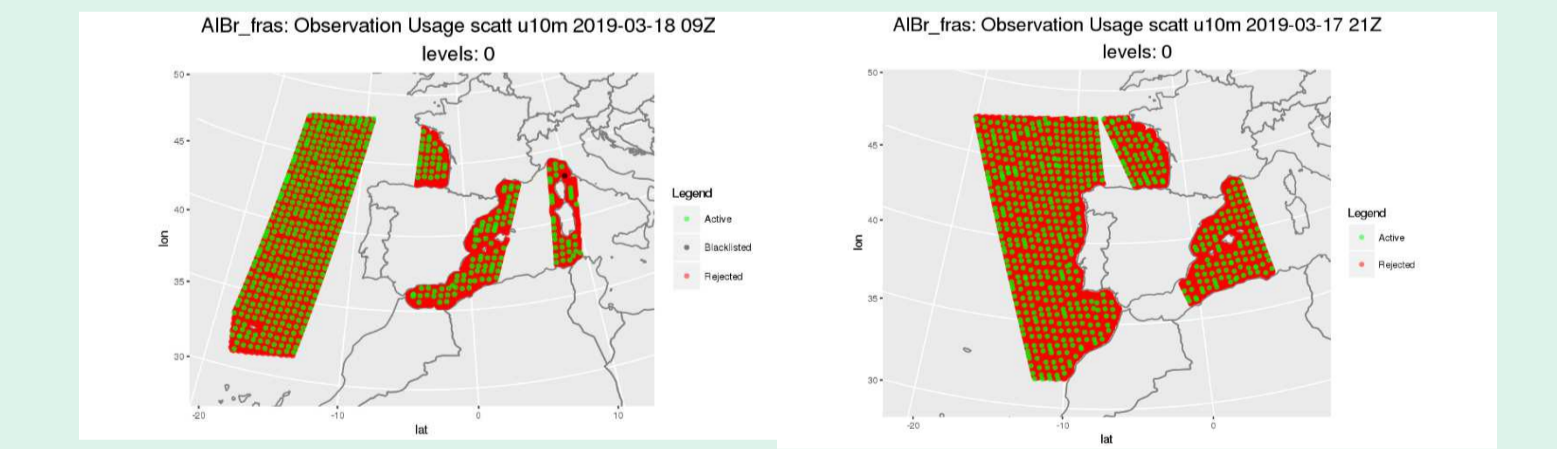 AIBr_fras: Observation Usage scatt u10m 2019-03-18 09Z
levels: 0
50
45
40
35
30
lon
-20
-10
0
10
lat
Legend
Active
Blacklisted
Rejected
AIBr_fras: Observation Usage scatt u10m 2019-03-17 21Z
levels: 0
50
45
40
35
30
lon
-20
-10
0
lat
Legend
Active
Rejected